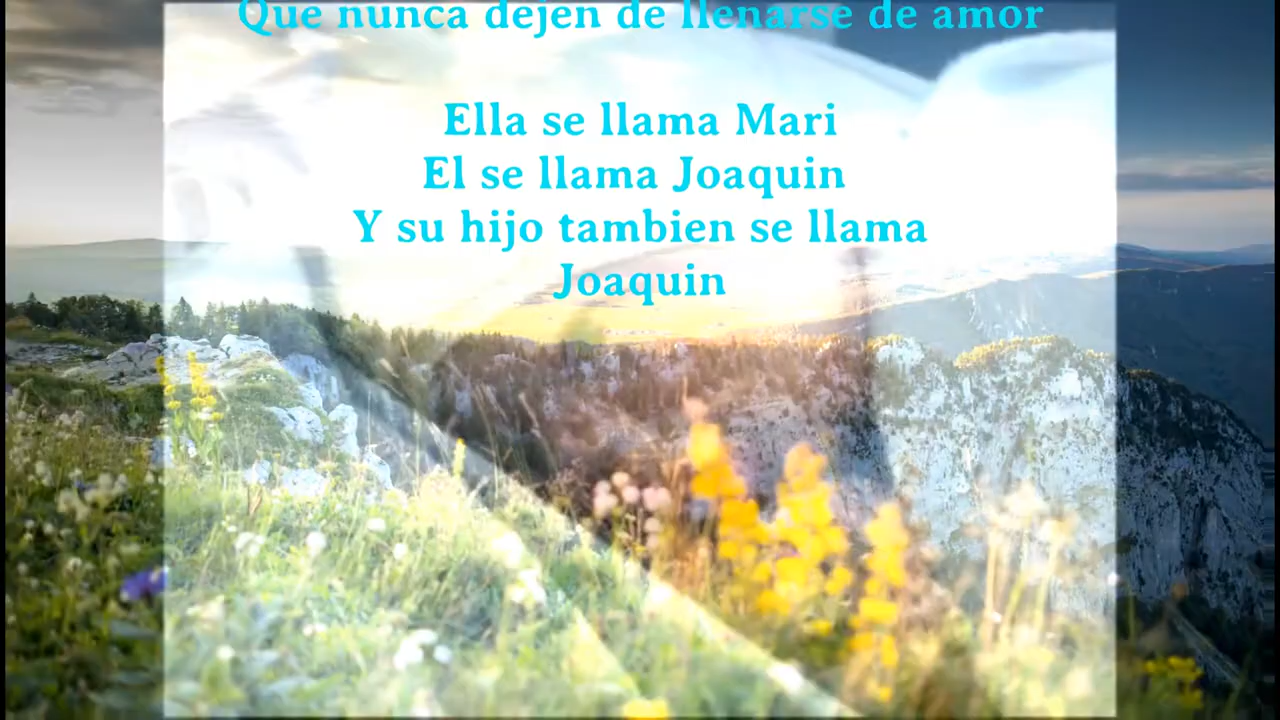 Que nunca dejen de llenarse de amor
Ella se llama Mari
El se llama Joaquin
Y su hijo tambien se llama
Joaquin